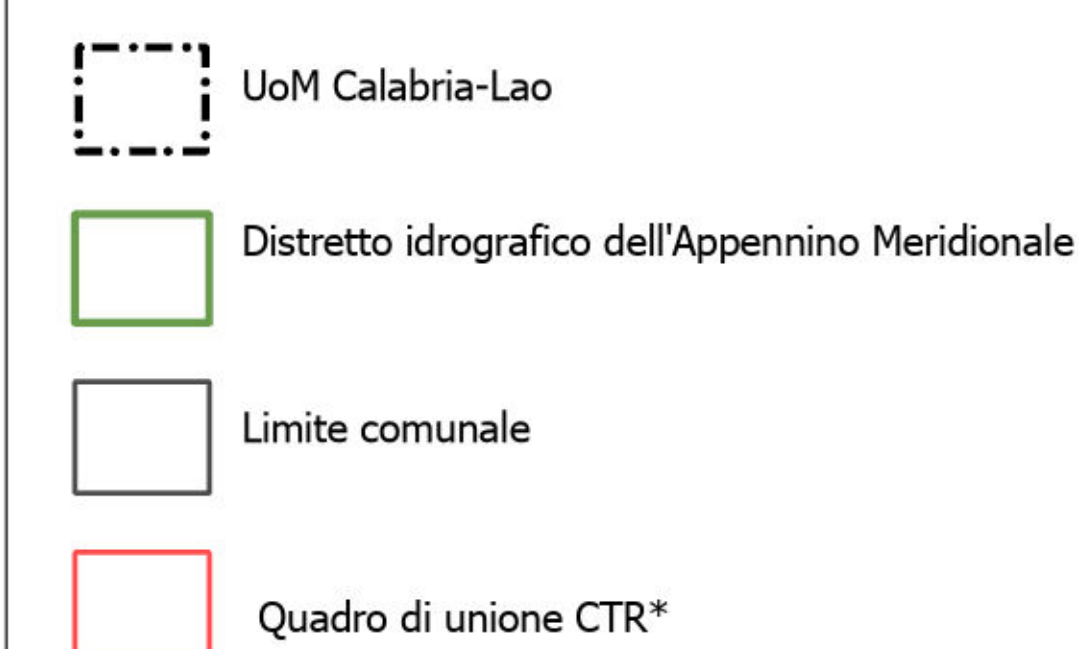 UoM Calabria-Lao
Distretto idrografico dell'Appennino Meridionale
Limite comunale
Quadro di unione CTR*